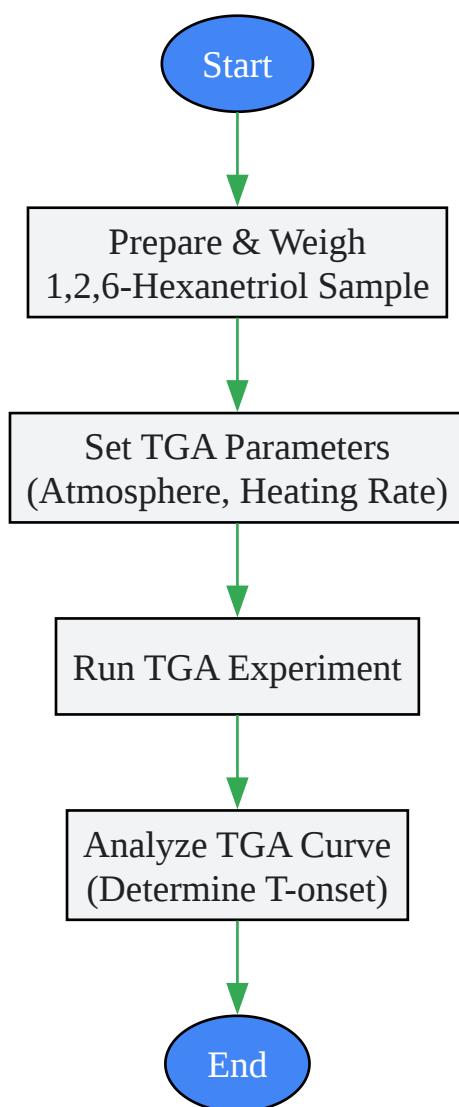 Start
Prepare & Weigh
1,2,6-Hexanetriol Sample
Set TGA Parameters
(Atmosphere, Heating Rate)
Run TGA Experiment
Analyze TGA Curve
(Determine T-onset)
End